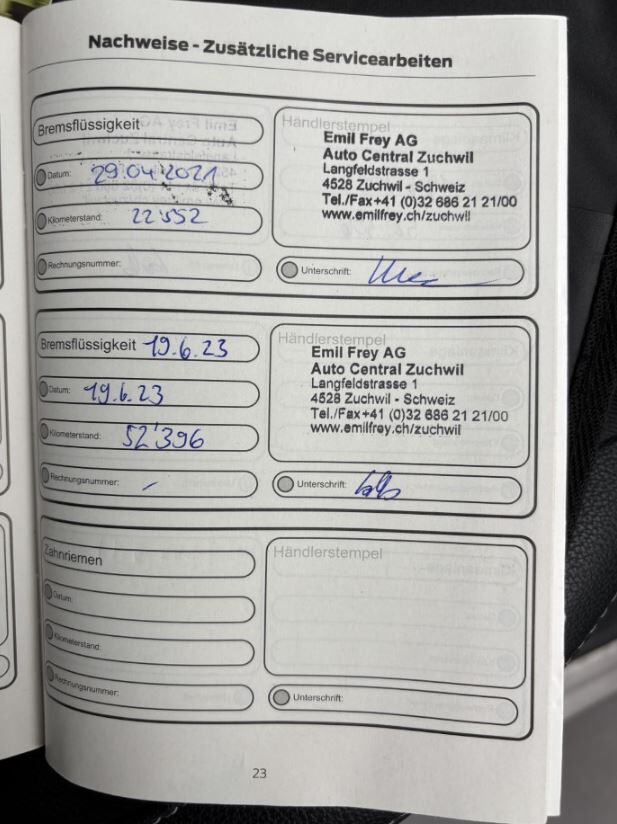 Nachweise - Zusätzliche Servicearbeiten
Bremsflüssigkeit
Datum: 29.04.2021
Kilometerstand: 22'552
Rechnungsnummer:
Händlerstempel
Emil Frey AG
Auto Central Zuchwil
Langfeldstrasse 1
4528 Zuchwil - Schweiz
Tel./Fax+41 (0)32 686 21 21/00
www.emilfrey.ch/zuchwil
Unterschrift:
Bremsflüssigkeit 19.6.23
Datum: 19.6.23
Kilometerstand: 52'396
Rechnungsnummer: -
Händlerstempel
Emil Frey AG
Auto Central Zuchwil
Langfeldstrasse 1
4528 Zuchwil - Schweiz
Tel./Fax+41 (0)32 686 21 21/00
www.emilfrey.ch/zuchwil
Unterschrift:
Zahnriemen
Datum:
Kilometerstand:
Rechnungsnummer:
Händlerstempel
Unterschrift:
23